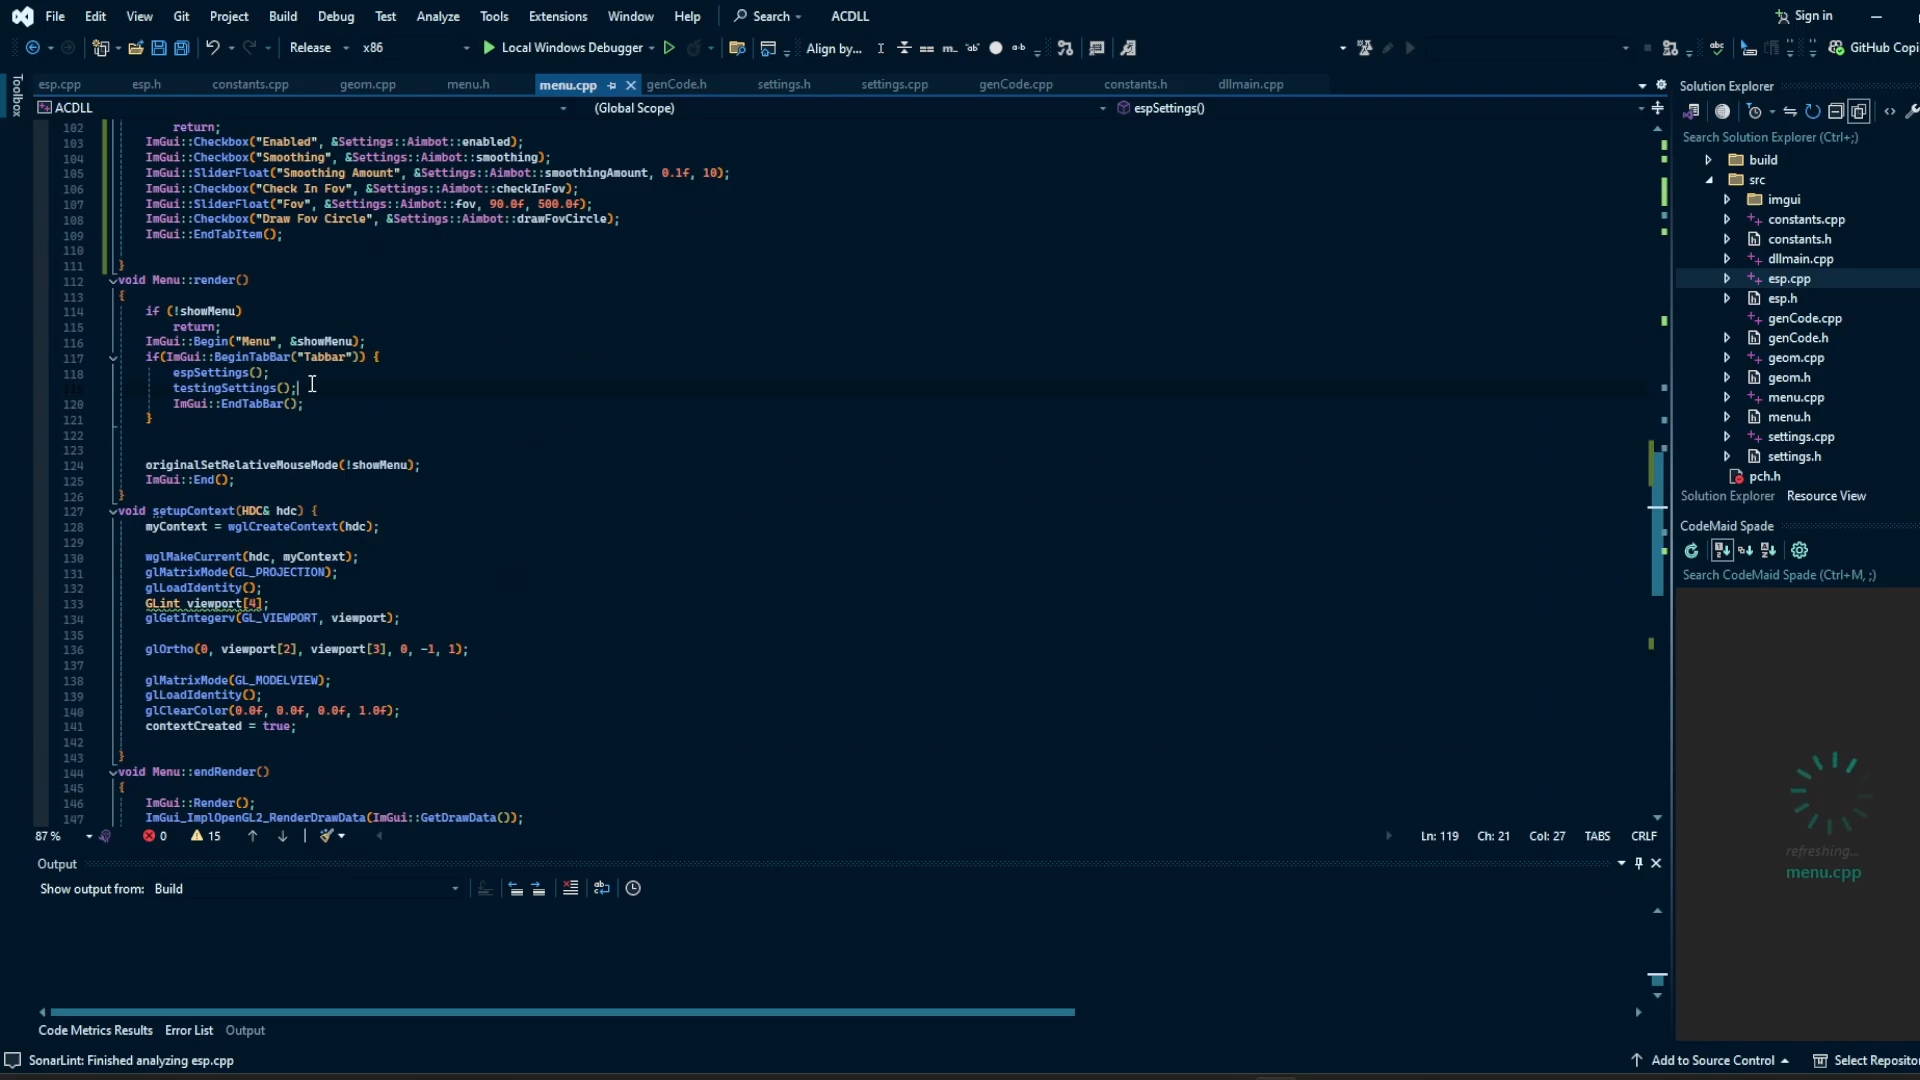 File Edit View Git Project Build Debug Test Analyze Tools Extensions Window Help Search ACDLL Sign in
Release x86 Local Windows Debugger Align by... GitHub Copi
Toolbox
esp.cpp esp.h constants.cpp geom.cpp menu.h menu.cpp genCode.h settings.h settings.cpp genCode.cpp constants.h dllmain.cpp
ACDLL (Global Scope) espSettings()
102 return;
103 ImGui::Checkbox("Enabled", &Settings::Aimbot::enabled);
104 ImGui::Checkbox("Smoothing", &Settings::Aimbot::smoothing);
105 ImGui::SliderFloat("Smoothing Amount", &Settings::Aimbot::smoothingAmount, 0.1f, 10);
106 ImGui::Checkbox("Check In Fov", &Settings::Aimbot::checkInFov);
107 ImGui::SliderFloat("Fov", &Settings::Aimbot::fov, 90.0f, 500.0f);
108 ImGui::Checkbox("Draw Fov Circle", &Settings::Aimbot::drawFovCircle);
109 ImGui::EndTabItem();
110
111 }
112 void Menu::render()
113 {
114 if (!showMenu)
115 return;
116 ImGui::Begin("Menu", &showMenu);
117 if(ImGui::BeginTabBar("Tabbar")) {
118 espSettings();
testingSettings();
120 ImGui::EndTabBar();
121 }
122
123
124 originalSetRelativeMouseMode(!showMenu);
125 ImGui::End();
126 }
127 void setupContext(HDC& hdc) {
128 myContext = wglCreateContext(hdc);
129
130 wglMakeCurrent(hdc, myContext);
131 glMatrixMode(GL_PROJECTION);
132 glLoadIdentity();
133 GLint viewport[4];
134 glGetIntegerv(GL_VIEWPORT, viewport);
135
136 glOrtho(0, viewport[2], viewport[3], 0, -1, 1);
137
138 glMatrixMode(GL_MODELVIEW);
139 glLoadIdentity();
140 glClearColor(0.0f, 0.0f, 0.0f, 1.0f);
141 contextCreated = true;
142
143 }
144 void Menu::endRender()
145 {
146 ImGui::Render();
147 ImGui_ImplOpenGL2_RenderDrawData(ImGui::GetDrawData());
87 % 0 15 Ln: 119 Ch: 21 Col: 27 TABS CRLF
Output
Show output from: Build
Code Metrics Results Error List Output
Solution Explorer
Search Solution Explorer (Ctrl+;)
build
src
imgui
constants.cpp
constants.h
dllmain.cpp
esp.cpp
esp.h
genCode.cpp
genCode.h
geom.cpp
geom.h
menu.cpp
menu.h
settings.cpp
settings.h
pch.h
Solution Explorer Resource View
CodeMaid Spade
Search CodeMaid Spade (Ctrl+M, ;)
refreshing...
menu.cpp
SonarLint: Finished analyzing esp.cpp Add to Source Control Select Repositor